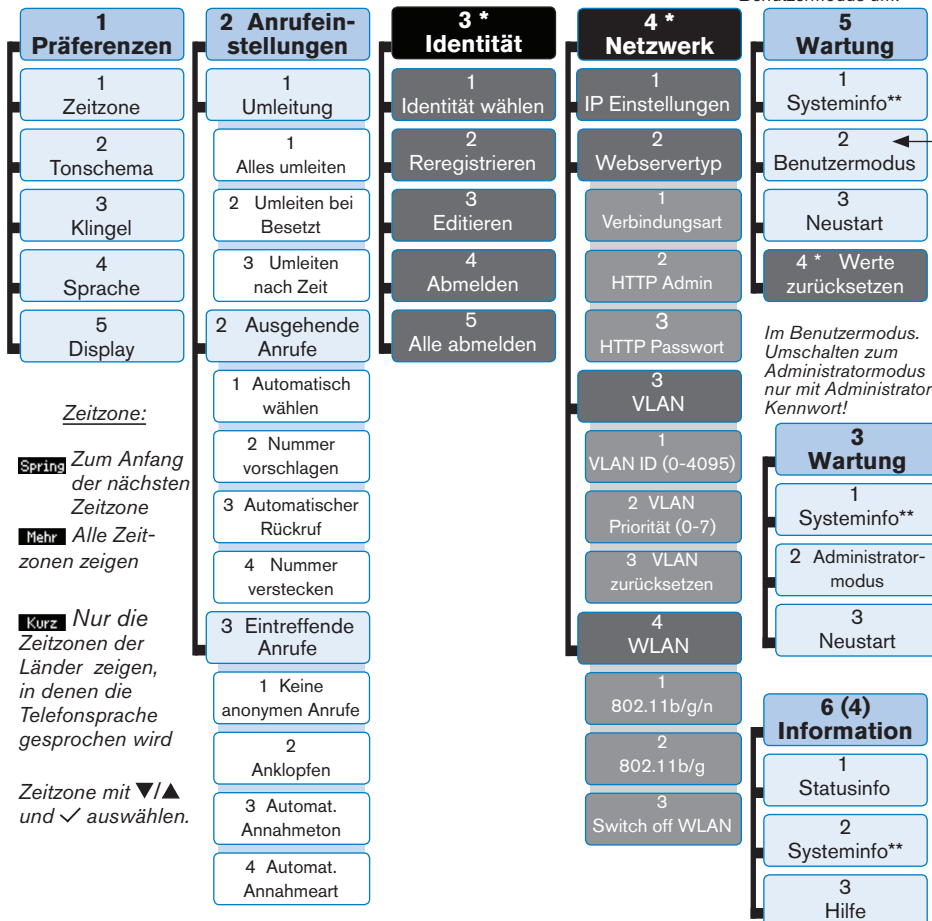 Benutzermodus um.
1
Präferenzen
1
Zeitzone
2
Tonschema
3
Klingel
4
Sprache
5
Display
Zeitzone:
Spring Zum Anfang
der nächsten
Zeitzone
Mehr Alle Zeit-
zonen zeigen
Kurz Nur die
Zeitzonen der
Länder zeigen,
in denen die
Telefonsprache
gesprochen wird
Zeitzone mit ▼/▲
und ✓ auswählen.
2 Anrufein-
stellungen
1
Umleitung
1
Alles umleiten
2 Umleiten bei
Besetzt
3 Umleiten
nach Zeit
2 Ausgehende
Anrufe
1 Automatisch
wählen
2 Nummer
vorschlagen
3 Automatischer
Rückruf
4 Nummer
verstecken
3 Eintreffende
Anrufe
1 Keine
anonymen Anrufe
2
Anklopfen
3 Automat.
Annahmeton
4 Automat.
Annahmeart
3 *
Identität
1
Identität wählen
2
Reregistrieren
3
Editieren
4
Abmelden
5
Alle abmelden
4 *
Netzwerk
1
IP Einstellungen
2
Webservertyp
1
Verbindungsart
2
HTTP Admin
3
HTTP Passwort
3
VLAN
1
VLAN ID (0-4095)
2 VLAN
Priorität (0-7)
3 VLAN
zurücksetzen
4
WLAN
1
802.11b/g/n
2
802.11b/g
3
Switch off WLAN
5
Wartung
1
Systeminfo**
2
Benutzermodus
3
Neustart
4 * Werte
zurücksetzen
Im Benutzermodus.
Umschalten zum
Administratormodus
nur mit Administrator
Kennwort!
3
Wartung
1
Systeminfo**
2 Administrator-
modus
3
Neustart
6 (4)
Information
1
Statusinfo
2
Systeminfo**
3
Hilfe